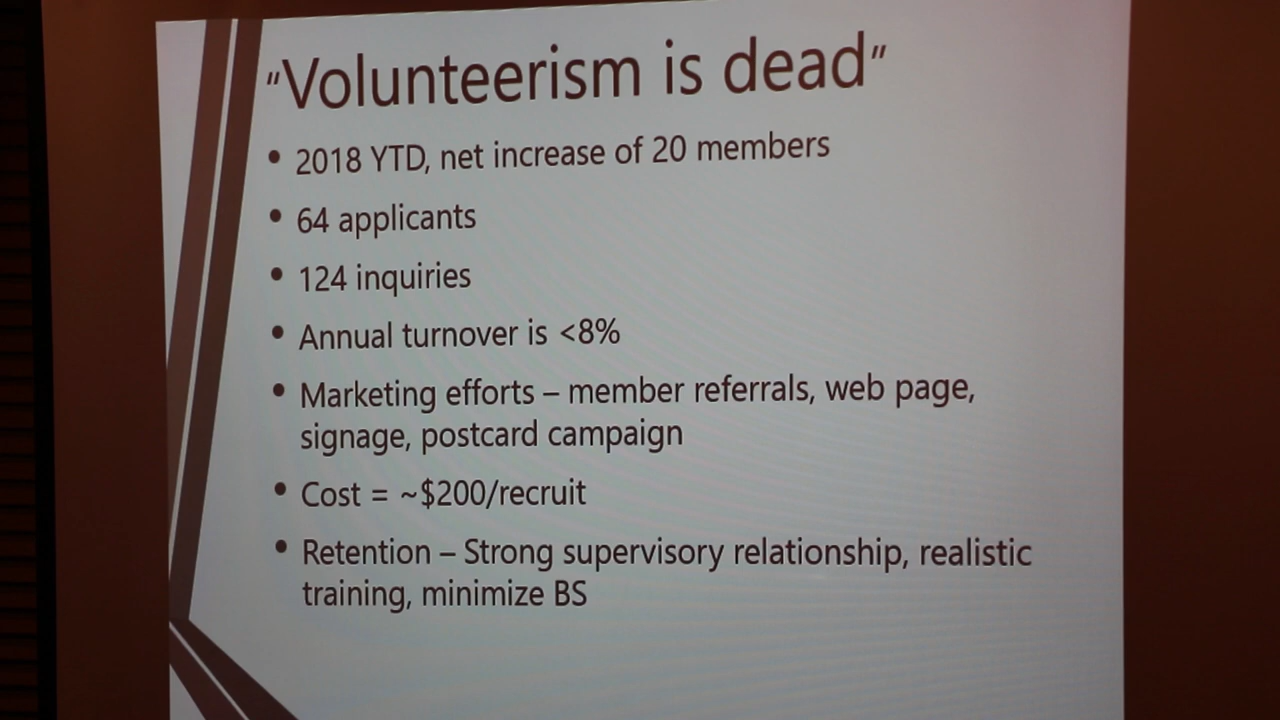 "Volunteerism is dead"
• 2018 YTD, net increase of 20 members
• 64 applicants
• 124 inquiries
• Annual turnover is <8%
• Marketing efforts – member referrals, web page,
signage, postcard campaign
• Cost = ~$200/recruit
• Retention – Strong supervisory relationship, realistic
training, minimize BS